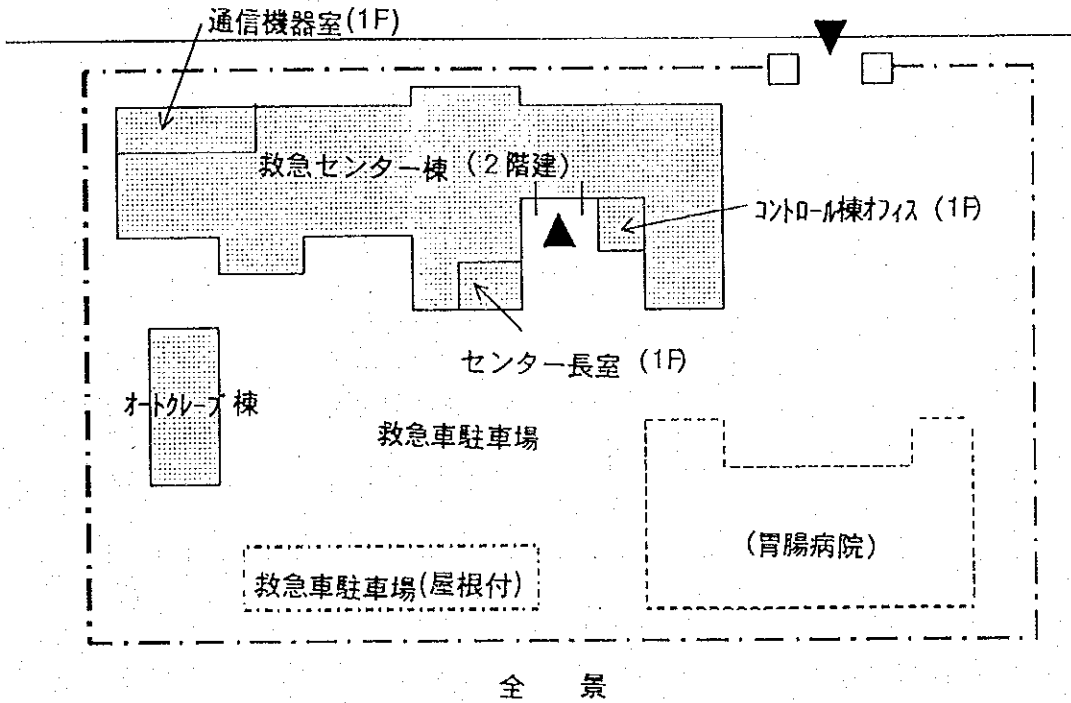 通信機器室(1F)
救急センター棟(2階建)
コントロール棟オフィス(1F)
センター長室(1F)
オートクレーブ棟
救急車駐車場
(胃腸病院)
救急車駐車場(屋根付)
全景